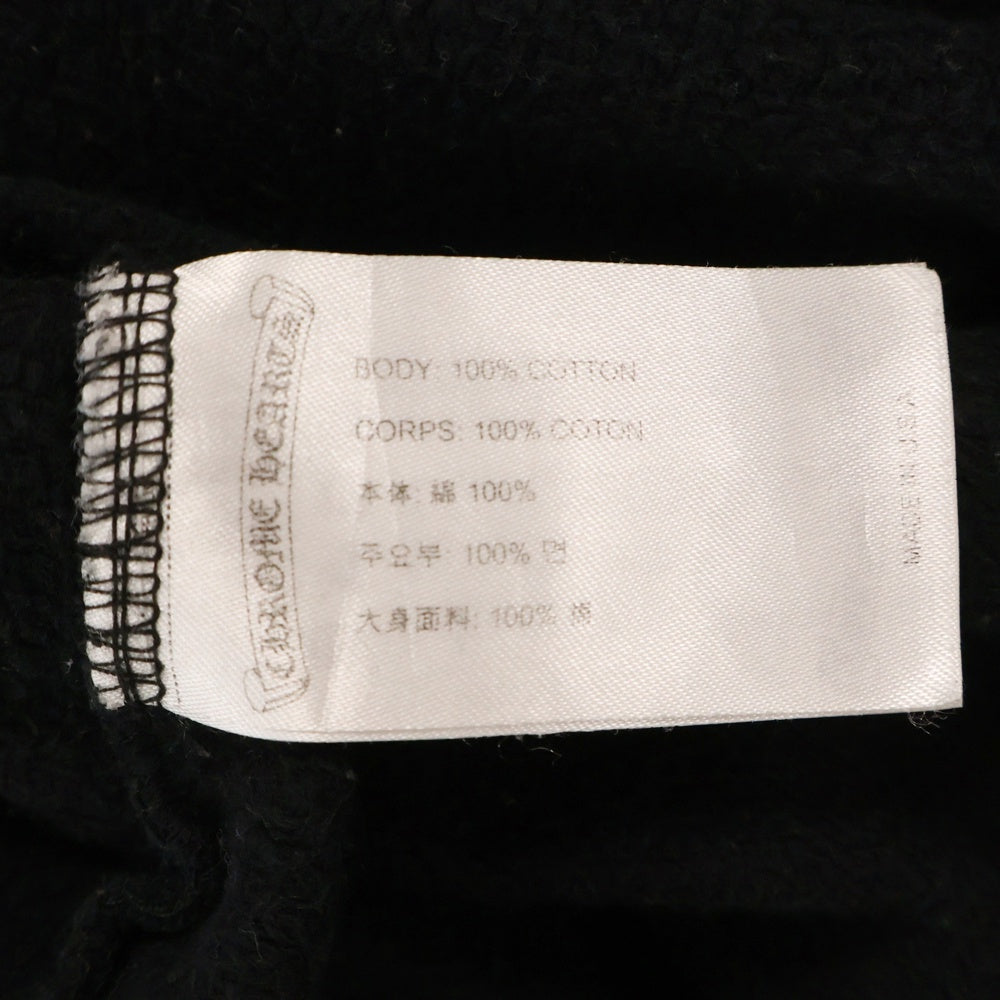 CHROME HEARTS
BODY: 100% COTTON
CORPS: 100% COTON
本体: 綿 100%
주요부: 100% 면
大身面料: 100% 棉
MADE IN USA